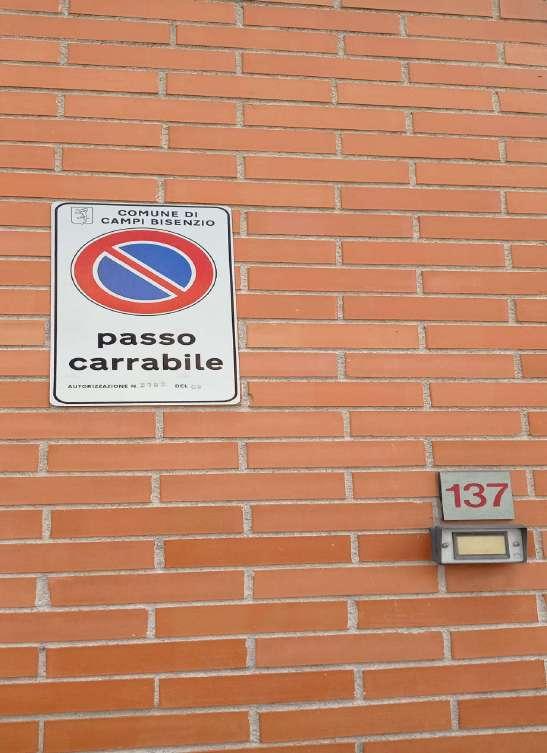 COMUNE DI
CAMPI BISENZIO
passo
carrabile
AUTORIZZAZIONE N. DEL
137